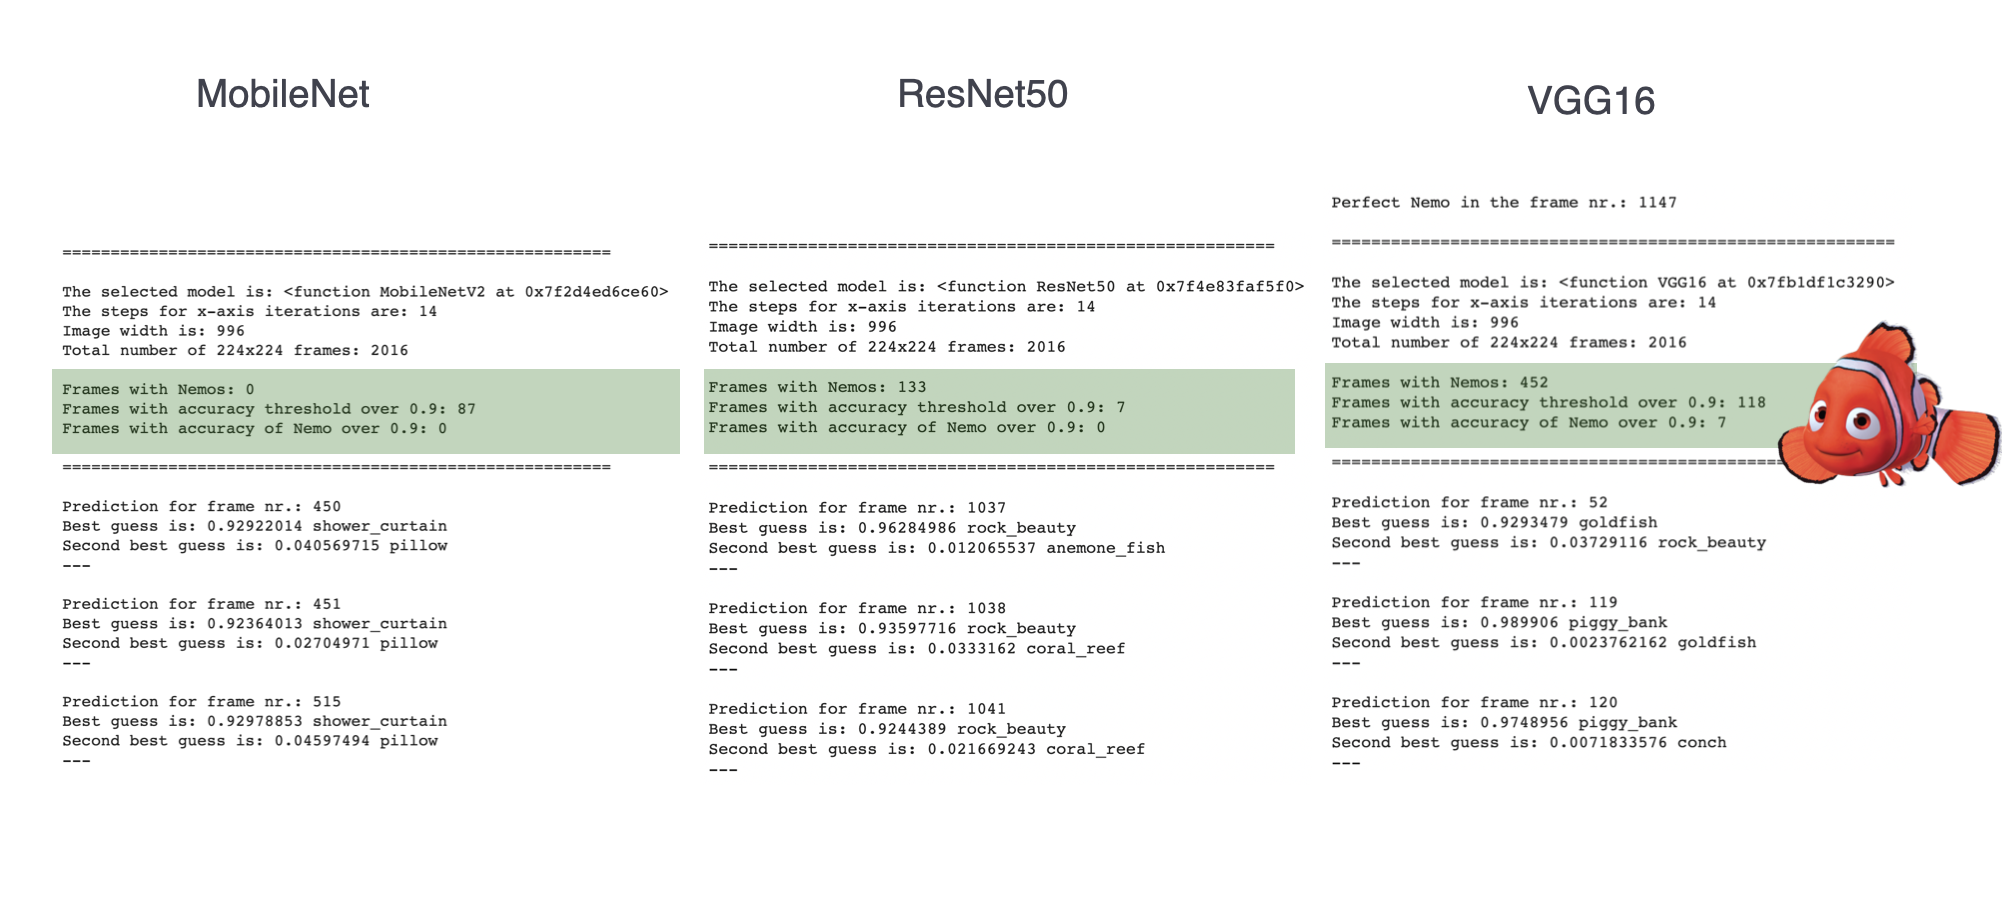 MobileNet
======================================================
The selected model is: <function MobileNetV2 at 0x7f2d4ed6ce60>
The steps for x-axis iterations are: 14
Image width is: 996
Total number of 224x224 frames: 2016
Frames with Nemos: 0
Frames with accuracy threshold over 0.9: 87
Frames with accuracy of Nemo over 0.9: 0
======================================================
Prediction for frame nr.: 450
Best guess is: 0.92922014 shower_curtain
Second best guess is: 0.040569715 pillow
---
Prediction for frame nr.: 451
Best guess is: 0.92364013 shower_curtain
Second best guess is: 0.02704971 pillow
---
Prediction for frame nr.: 515
Best guess is: 0.92978853 shower_curtain
Second best guess is: 0.04597494 pillow
---
ResNet50
======================================================
The selected model is: <function ResNet50 at 0x7f4e83faf5f0>
The steps for x-axis iterations are: 14
Image width is: 996
Total number of 224x224 frames: 2016
Frames with Nemos: 133
Frames with accuracy threshold over 0.9: 7
Frames with accuracy of Nemo over 0.9: 0
======================================================
Prediction for frame nr.: 1037
Best guess is: 0.96284986 rock_beauty
Second best guess is: 0.012065537 anemone_fish
---
Prediction for frame nr.: 1038
Best guess is: 0.93597716 rock_beauty
Second best guess is: 0.0333162 coral_reef
---
Prediction for frame nr.: 1041
Best guess is: 0.9244389 rock_beauty
Second best guess is: 0.021669243 coral_reef
---
VGG16
Perfect Nemo in the frame nr.: 1147
======================================================
The selected model is: <function VGG16 at 0x7fb1df1c3290>
The steps for x-axis iterations are: 14
Image width is: 996
Total number of 224x224 frames: 2016
Frames with Nemos: 452
Frames with accuracy threshold over 0.9: 118
Frames with accuracy of Nemo over 0.9: 7
============================================
Prediction for frame nr.: 52
Best guess is: 0.9293479 goldfish
Second best guess is: 0.03729116 rock_beauty
---
Prediction for frame nr.: 119
Best guess is: 0.989906 piggy_bank
Second best guess is: 0.0023762162 goldfish
---
Prediction for frame nr.: 120
Best guess is: 0.9748956 piggy_bank
Second best guess is: 0.0071833576 conch
---